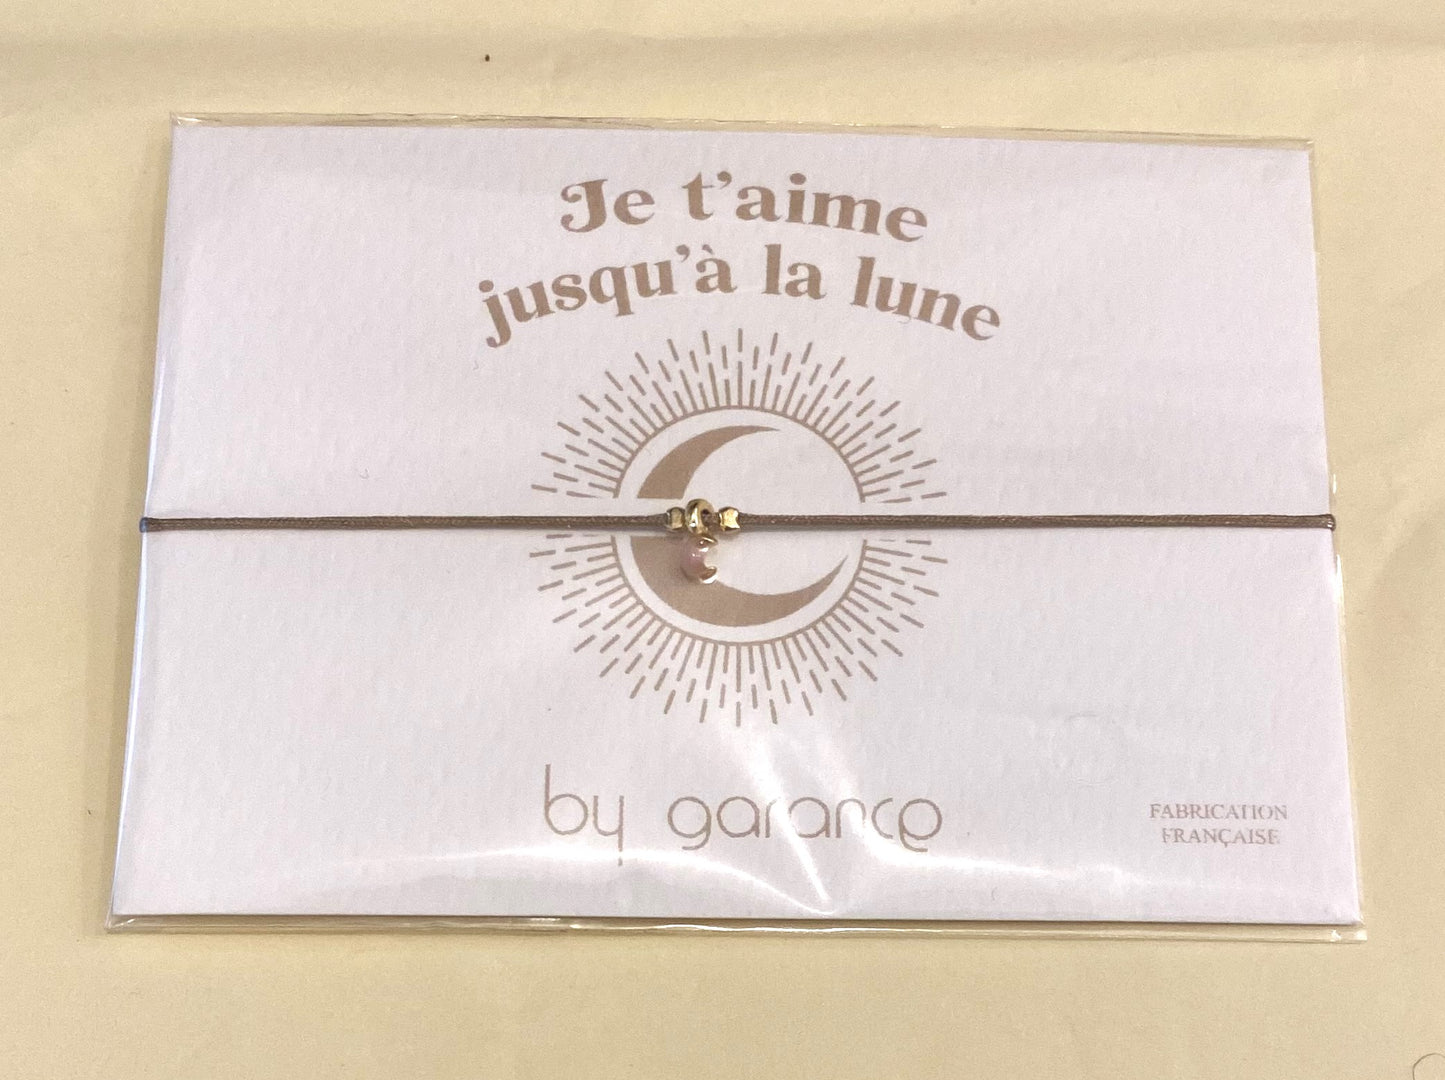 Je t'aime
jusqu'à la lune
by garance
FABRICATION
FRANÇAISE